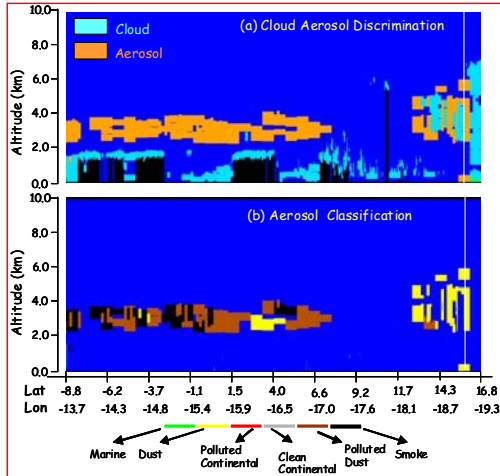 10.0
8.0
6.0
4.0
2.0
0.0
Altitude (km)
(a) Cloud Aerosol Discrimination
Cloud
Aerosol
10.0
8.0
6.0
4.0
2.0
0.0
Altitude (km)
(b) Aerosol Classification
Lat -8.8 -6.2 -3.7 -1.1 1.5 4.0 6.6 9.2 11.7 14.3 16.8
Lon -13.7 -14.3 -14.8 -15.4 -15.9 -16.5 -17.0 -17.6 -18.1 -18.7 -19.3
Marine Dust Polluted Continental Clean Continental Polluted Dust Smoke